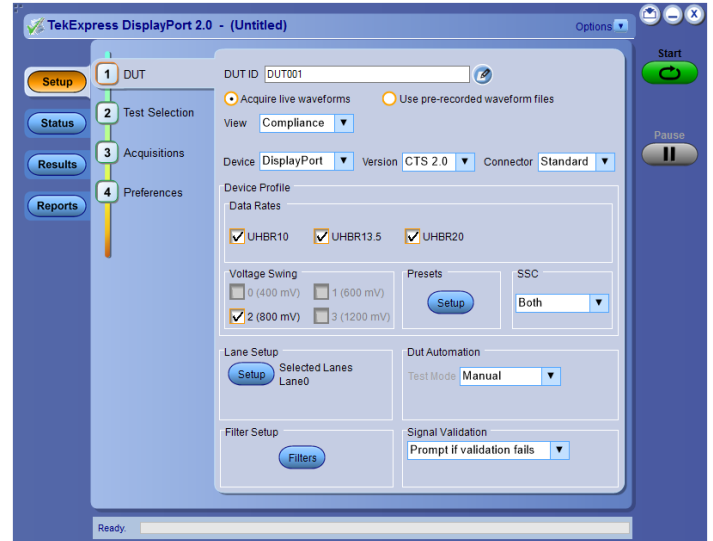 TekExpress DisplayPort 2.0 - (Untitled)
Options
Start
Setup
Status
Results
Reports
1 DUT
2 Test Selection
3 Acquisitions
4 Preferences
DUT ID DUT001
Acquire live waveforms Use pre-recorded waveform files
View Compliance
Device DisplayPort Version CTS 2.0 Connector Standard
Pause
Device Profile
Data Rates
UHBR10 UHBR13.5 UHBR20
Voltage Swing
0 (400 mV) 1 (600 mV)
2 (800 mV) 3 (1200 mV)
Presets
Setup
SSC
Both
Lane Setup
Setup
Selected Lanes
Lane0
Dut Automation
Test Mode Manual
Filter Setup
Filters
Signal Validation
Prompt if validation fails
Ready.